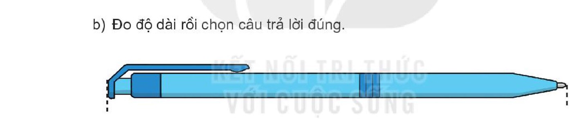 b) Đo độ dài rồi chọn câu trả lời đúng.
KẾT NỐI TRI THỨC
VỚI CUỘC SỐNG